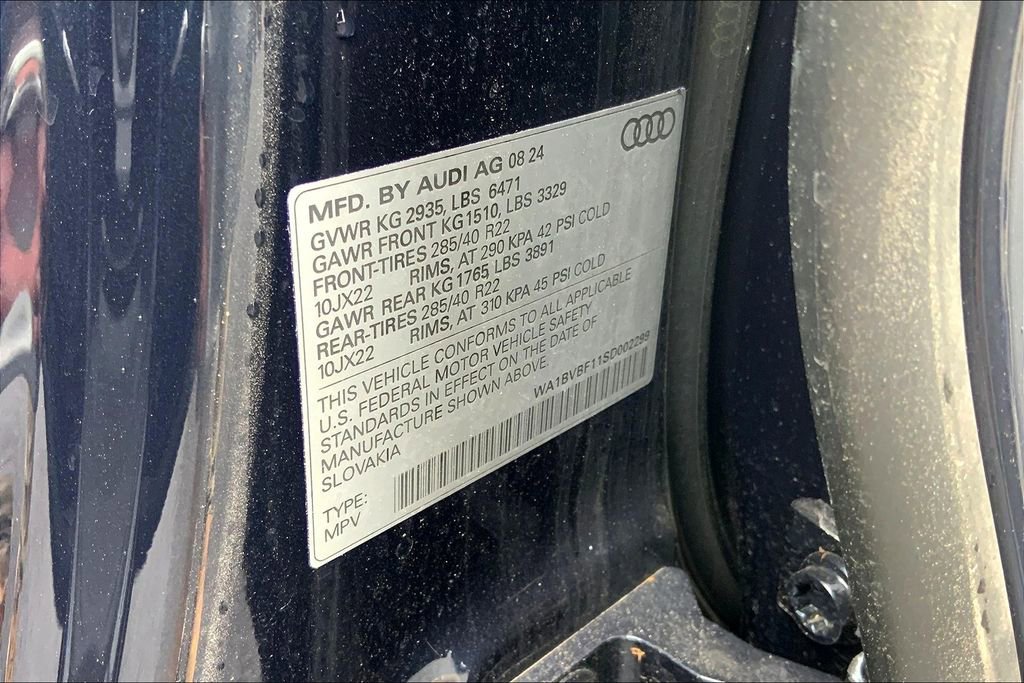 MFD. BY AUDI AG 08 24
GVWR KG 2935, LBS 6471
GAWR FRONT KG1510, LBS 3329
FRONT-TIRES 285/40 R22
10JX22 RIMS, AT 290 KPA 42 PSI COLD
GAWR REAR KG 1765 LBS 3891
REAR-TIRES 285/40 R22
10JX22 RIMS, AT 310 KPA 45 PSI COLD
THIS VEHICLE CONFORMS TO ALL APPLICABLE
U.S. FEDERAL MOTOR VEHICLE SAFETY
STANDARDS IN EFFECT ON THE DATE OF
MANUFACTURE SHOWN ABOVE.
SLOVAKIA
WA1BVBF11SD002299
TYPE:
MPV